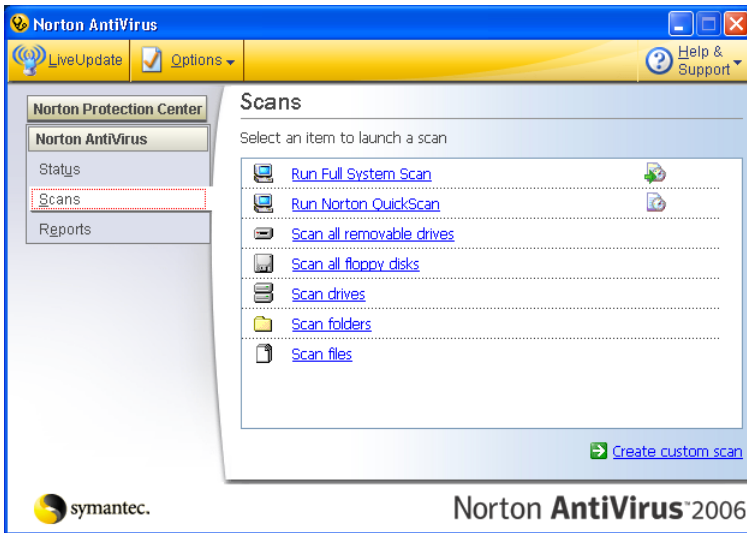 Norton AntiVirus
LiveUpdate Options Help & Support
Norton Protection Center
Norton AntiVirus
Status
Scans
Reports
Scans
Select an item to launch a scan
Run Full System Scan
Run Norton QuickScan
Scan all removable drives
Scan all floppy disks
Scan drives
Scan folders
Scan files
Create custom scan
symantec.
Norton AntiVirus™ 2006